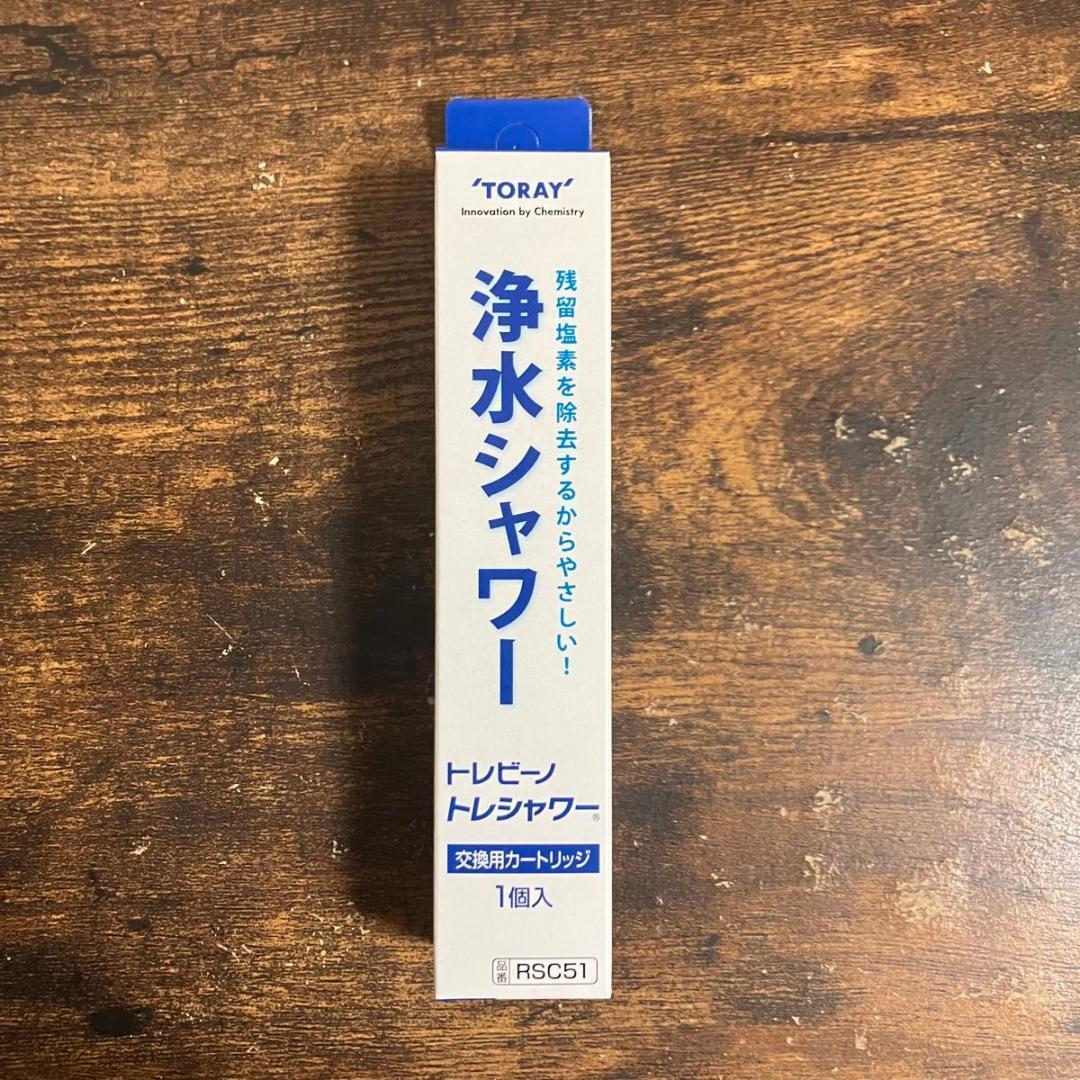 'TORAY'
Innovation by Chemistry
残留塩素を除去するからやさしい！
浄水シャワー
トレビーノ
トレシャワー®
交換用カートリッジ
1個入
品番 RSC51